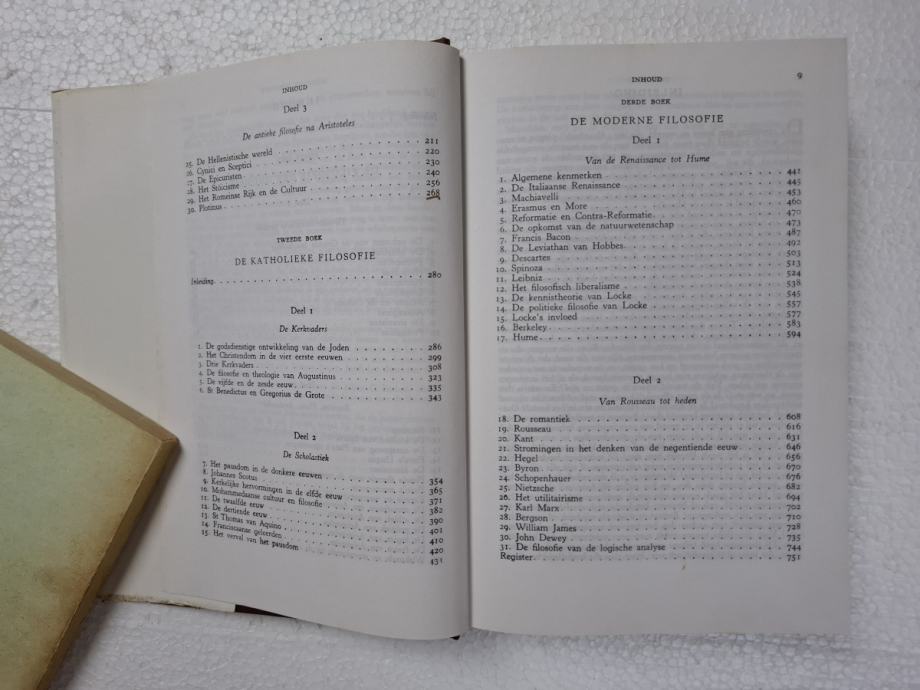 INHOUD
Deel 3
De antieke filosofie na Aristoteles
25. De Hellenistische wereld 211
26. Cynici en Sceptici 220
27. De Epicuristen 230
28. Het Stoïcisme 240
29. Het Romeinse Rijk en de Cultuur 256
30. Plotinus 268
TWEEDE BOEK
DE KATHOLIEKE FILOSOFIE
Inleiding 280
Deel 1
De Kerkvaders
1. De godsdienstige ontwikkeling van de Joden 286
2. Het Christendom in de vier eerste eeuwen 299
3. Drie Kerkvaders 308
4. De filosofie en theologie van Augustinus 323
5. De vijfde en de zesde eeuw 335
6. St Benedictus en Gregorius de Grote 343
Deel 2
De Scholastiek
7. Het pausdom in de donkere eeuwen 354
8. Johannes Scotus 365
9. Kerkelijke hervormingen in de elfde eeuw 371
10. Mohammedaanse cultuur en filosofie 382
11. De twaalfde eeuw 390
12. De dertiende eeuw 401
13. St Thomas van Aquino 410
14. Franciscaanse geleerden 420
15. Het verval van het pausdom 431
INHOUD 9
DERDE BOEK
DE MODERNE FILOSOFIE
Deel 1
Van de Renaissance tot Hume
1. Algemene kenmerken 441
2. De Italiaanse Renaissance 445
3. Machiavelli 453
4. Erasmus en More 460
5. Reformatie en Contra-Reformatie 470
6. De opkomst van de natuurwetenschap 473
7. Francis Bacon 487
8. De Leviathan van Hobbes 492
9. Descartes 503
10. Spinoza 513
11. Leibniz 524
12. Het filosofisch liberalisme 538
13. De kennistheorie van Locke 545
14. De politieke filosofie van Locke 557
15. Locke's invloed 577
16. Berkeley 583
17. Hume 594
Deel 2
Van Rousseau tot heden
18. De romantiek 608
19. Rousseau 616
20. Kant 631
21. Stromingen in het denken van de negentiende eeuw 646
22. Hegel 656
23. Byron 670
24. Schopenhauer 676
25. Nietzsche 682
26. Het utilitairisme 694
27. Karl Marx 702
28. Bergson 710
29. William James 728
30. John Dewey 735
31. De filosofie van de logische analyse 744
Register 751